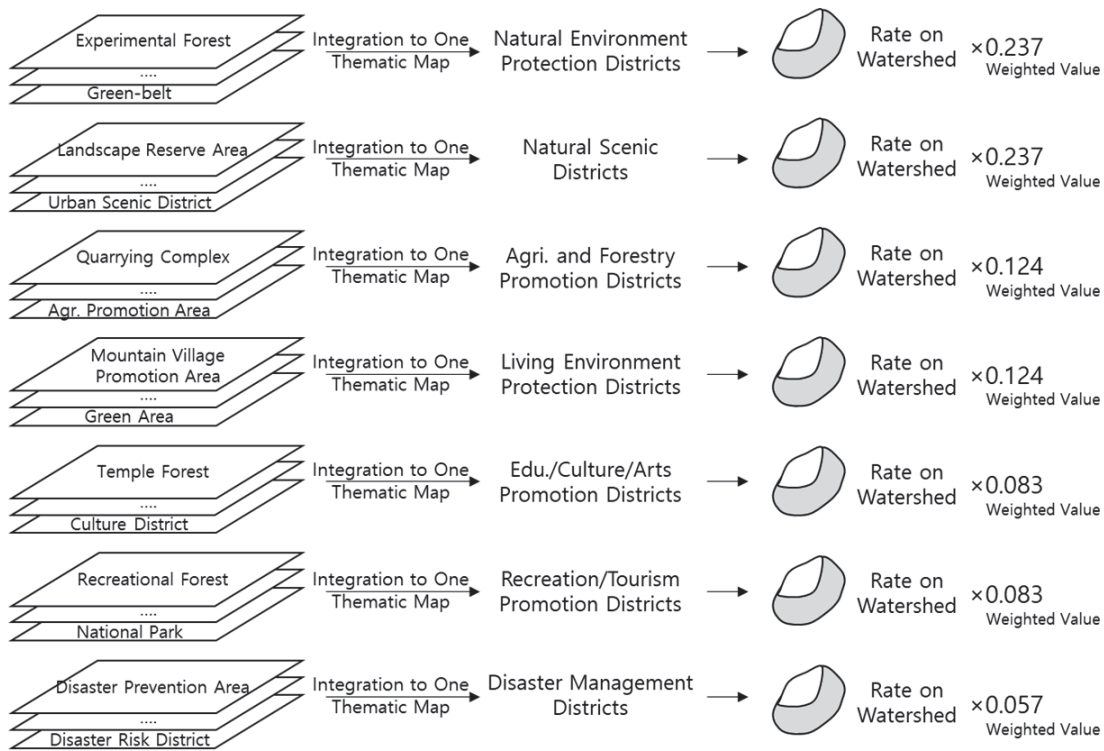 Experimental Forest
....
Green-belt
Integration to One
Thematic Map
Natural Environment
Protection Districts
Rate on
Watershed
×0.237
Weighted Value
Landscape Reserve Area
....
Urban Scenic District
Integration to One
Thematic Map
Natural Scenic
Districts
Rate on
Watershed
×0.237
Weighted Value
Quarrying Complex
....
Agr. Promotion Area
Integration to One
Thematic Map
Agri. and Forestry
Promotion Districts
Rate on
Watershed
×0.124
Weighted Value
Mountain Village
Promotion Area
....
Green Area
Integration to One
Thematic Map
Living Environment
Protection Districts
Rate on
Watershed
×0.124
Weighted Value
Temple Forest
....
Culture District
Integration to One
Thematic Map
Edu./Culture/Arts
Promotion Districts
Rate on
Watershed
×0.083
Weighted Value
Recreational Forest
....
National Park
Integration to One
Thematic Map
Recreation/Tourism
Promotion Districts
Rate on
Watershed
×0.083
Weighted Value
Disaster Prevention Area
....
Disaster Risk District
Integration to One
Thematic Map
Disaster Management
Districts
Rate on
Watershed
×0.057
Weighted Value